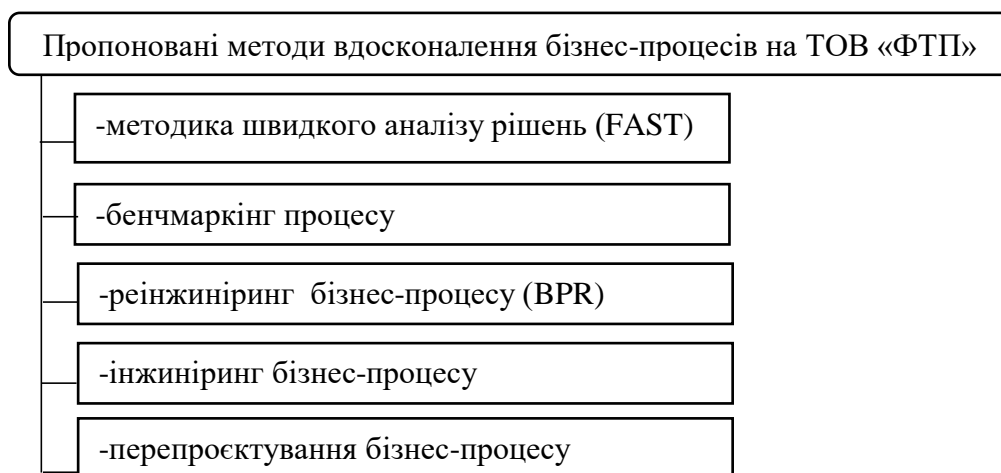 Пропоновані методи вдосконалення бізнес-процесів на ТОВ «ФТП»
-методика швидкого аналізу рішень (FAST)
-бенчмаркінг процесу
-реінжиніринг бізнес-процесу (BPR)
-інжиніринг бізнес-процесу
-перепроєктування бізнес-процесу